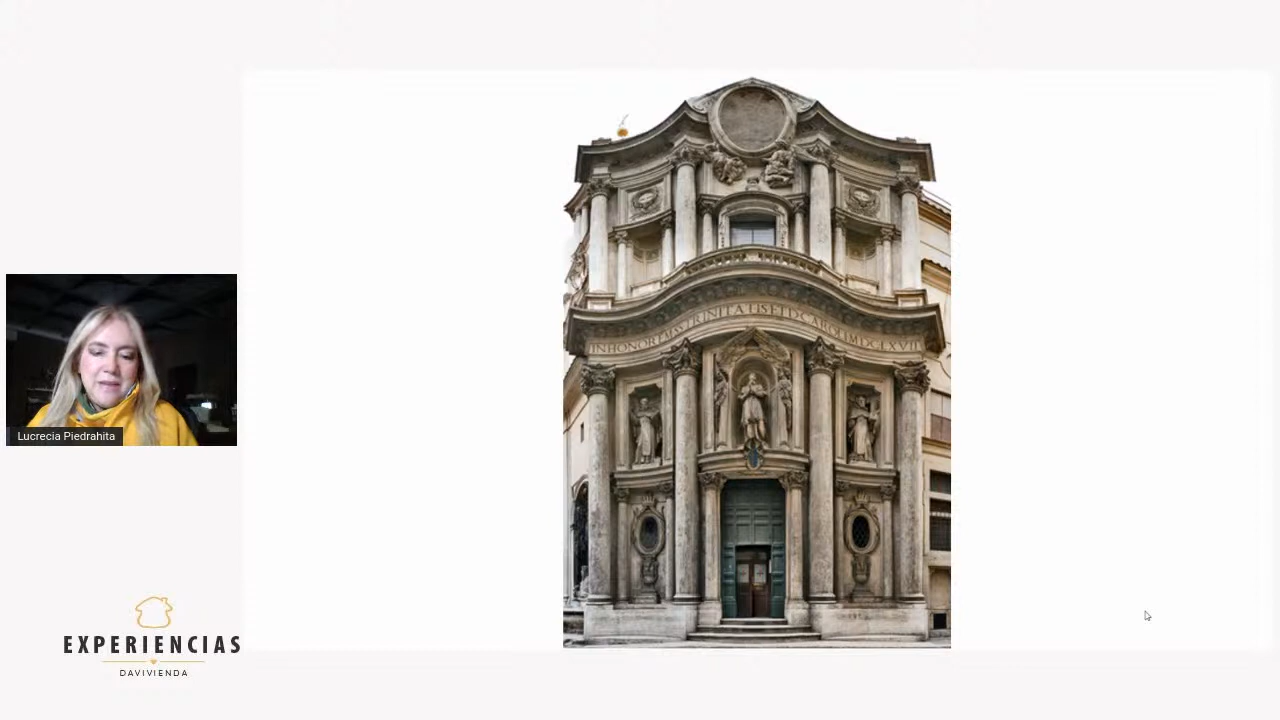 IN HONOREM SS TRINITATIS ET D CAROLI MDCLXVII
Lucrecia Piedrahita
EXPERIENCIAS
DAVIVIENDA